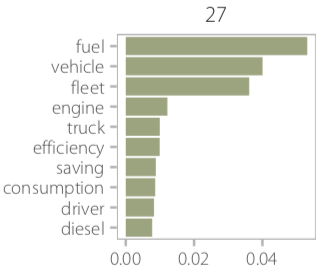 27
fuel
vehicle
fleet
engine
truck
efficiency
saving
consumption
driver
diesel
0.00 0.02 0.04